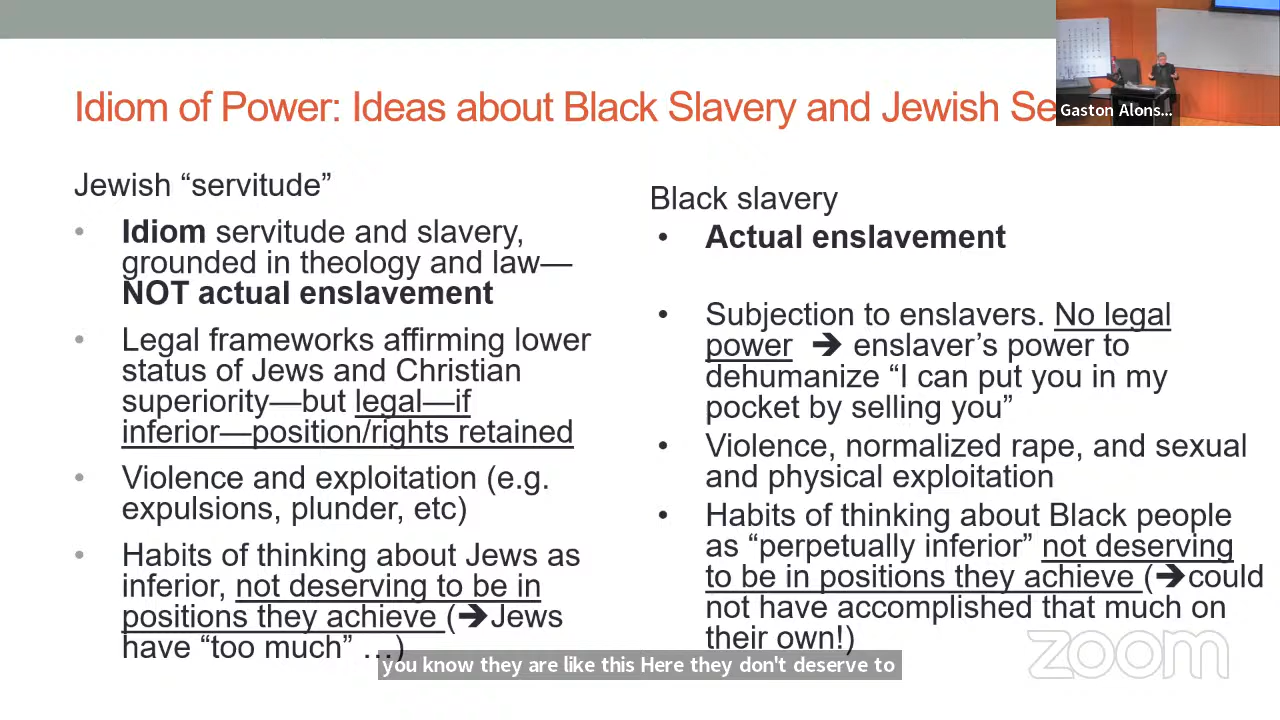 Idiom of Power: Ideas about Black Slavery and Jewish Se
Gaston Alons...
Jewish “servitude”
• Idiom servitude and slavery,
grounded in theology and law—
NOT actual enslavement
• Legal frameworks affirming lower
status of Jews and Christian
superiority—but legal—if
inferior—position/rights retained
• Violence and exploitation (e.g.
expulsions, plunder, etc)
• Habits of thinking about Jews as
inferior, not deserving to be in
positions they achieve (➔Jews
have “too much” …)
Black slavery
• Actual enslavement
• Subjection to enslavers. No legal
power ➔ enslaver’s power to
dehumanize “I can put you in my
pocket by selling you”
• Violence, normalized rape, and sexual
and physical exploitation
• Habits of thinking about Black people
as “perpetually inferior” not deserving
to be in positions they achieve (➔could
not have accomplished that much on
their own!)
you know they are like this Here they don't deserve to
zoom